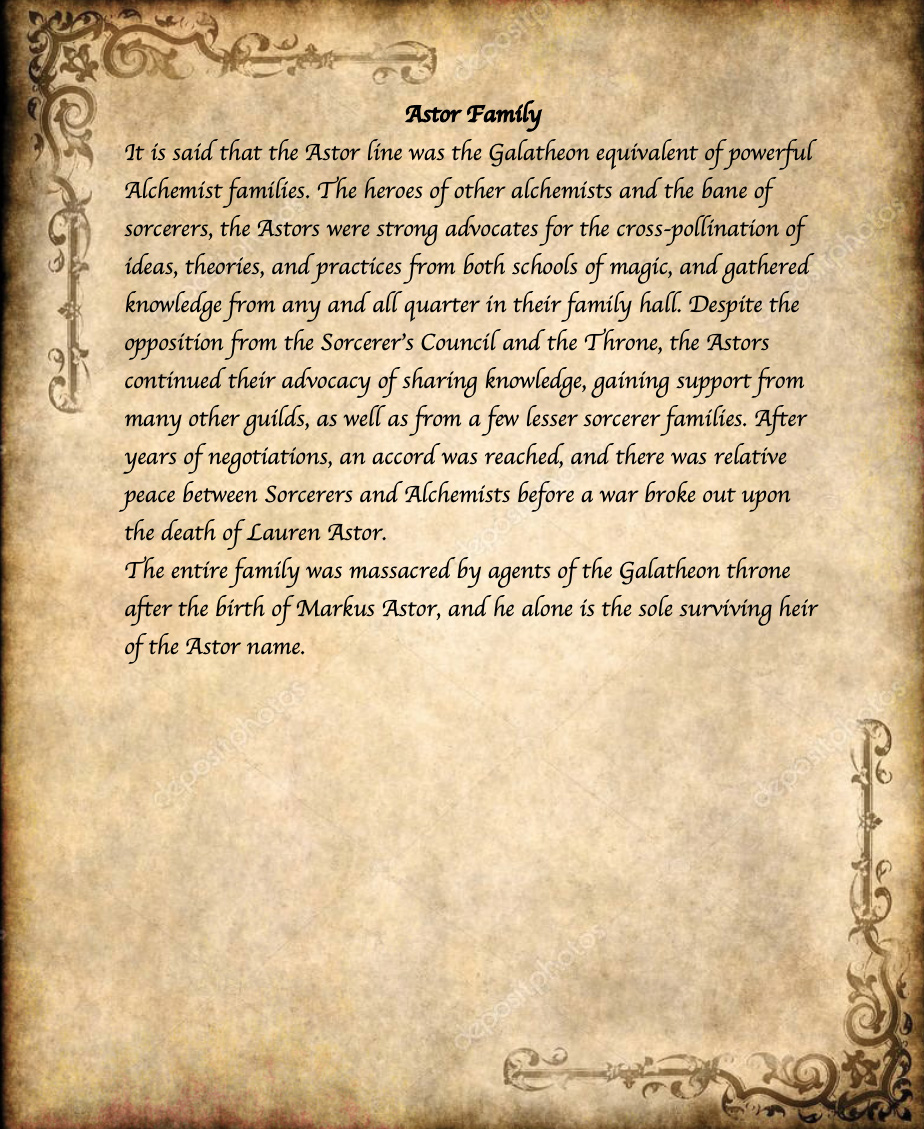 Astor Family
It is said that the Astor line was the Galatheon equivalent of powerful
Alchemist families. The heroes of other alchemists and the bane of
sorcerers, the Astors were strong advocates for the cross-pollination of
ideas, theories, and practices from both schools of magic, and gathered
knowledge from any and all quarter in their family hall. Despite the
opposition from the Sorcerer's Council and the Throne, the Astors
continued their advocacy of sharing knowledge, gaining support from
many other guilds, as well as from a few lesser sorcerer families. After
years of negotiations, an accord was reached, and there was relative
peace between Sorcerers and Alchemists before a war broke out upon
the death of Lauren Astor.
The entire family was massacred by agents of the Galatheon throne
after the birth of Markus Astor, and he alone is the sole surviving heir
of the Astor name.
depositphotos
depositphotos
depositphotos